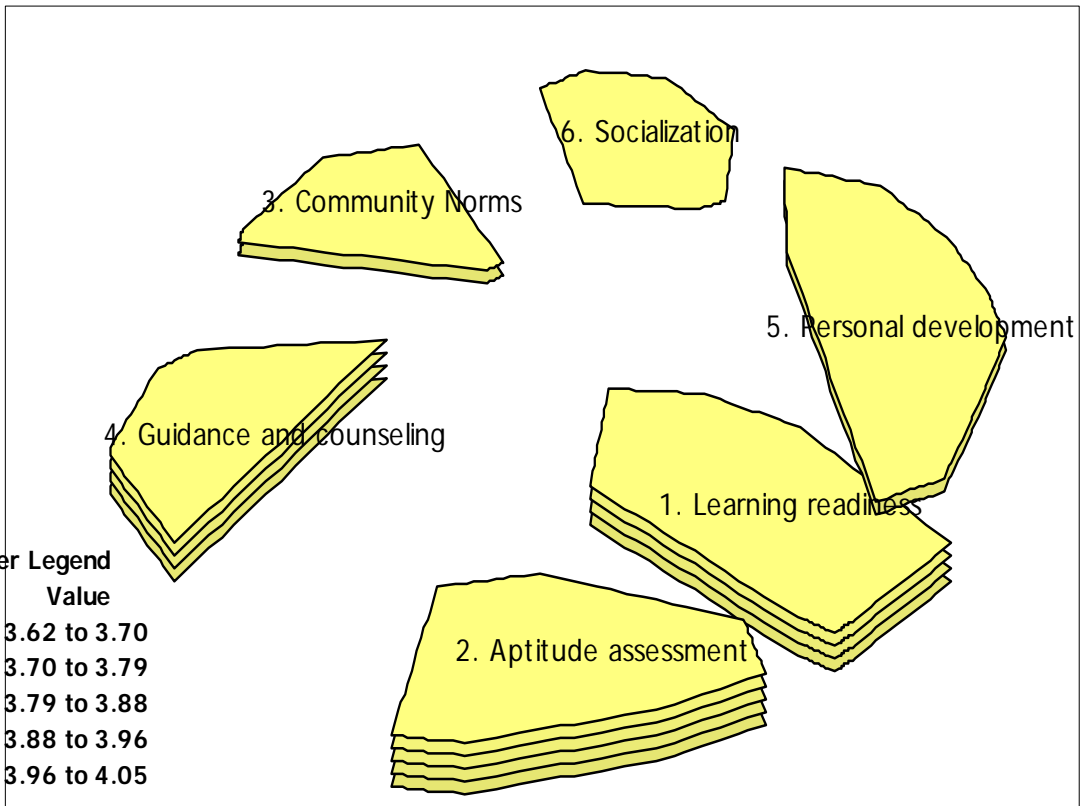 6. Socialization
3. Community Norms
5. Personal development
4. Guidance and counseling
1. Learning readiness
2. Aptitude assessment
er Legend
Value
3.62 to 3.70
3.70 to 3.79
3.79 to 3.88
3.88 to 3.96
3.96 to 4.05